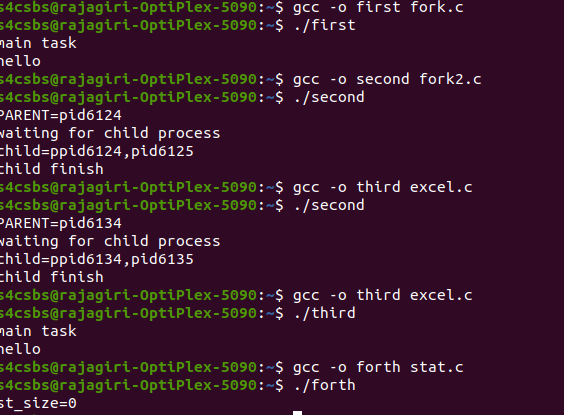 s4csbs@rajagiri-OptiPlex-5090:~$ gcc -o first fork.c
s4csbs@rajagiri-OptiPlex-5090:~$ ./first
main task
hello
s4csbs@rajagiri-OptiPlex-5090:~$ gcc -o second fork2.c
s4csbs@rajagiri-OptiPlex-5090:~$ ./second
PARENT=pid6124
waiting for child process
child=ppid6124,pid6125
child finish
s4csbs@rajagiri-OptiPlex-5090:~$ gcc -o third excel.c
s4csbs@rajagiri-OptiPlex-5090:~$ ./second
PARENT=pid6134
waiting for child process
child=ppid6134,pid6135
child finish
s4csbs@rajagiri-OptiPlex-5090:~$ gcc -o third excel.c
s4csbs@rajagiri-OptiPlex-5090:~$ ./third
main task
hello
s4csbs@rajagiri-OptiPlex-5090:~$ gcc -o forth stat.c
s4csbs@rajagiri-OptiPlex-5090:~$ ./forth
st_size=0